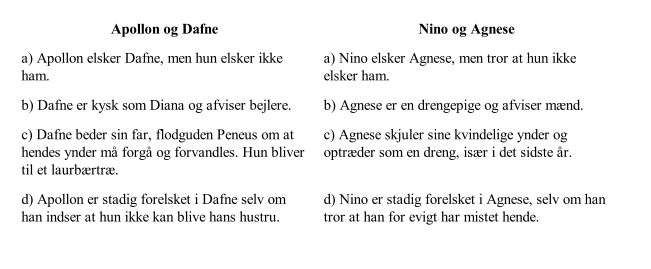 Apollon og Dafne
a) Apollon elsker Dafne, men hun elsker ikke
ham.
b) Dafne er kysk som Diana og afviser bejlere.
c) Dafne beder sin far, flodguden Peneus om at
hendes ynder må forgå og forvandles. Hun bliver
til et laurbærtræ.
d) Apollon er stadig forelsket i Dafne selv om
han indser at hun ikke kan blive hans hustru.
Nino og Agnese
a) Nino elsker Agnese, men tror at hun ikke
elsker ham.
b) Agnese er en drengepige og afviser mænd.
c) Agnese skjuler sine kvindelige ynder og
optræder som en dreng, især i det sidste år.
d) Nino er stadig forelsket i Agnese, selv om han
tror at han for evigt har mistet hende.